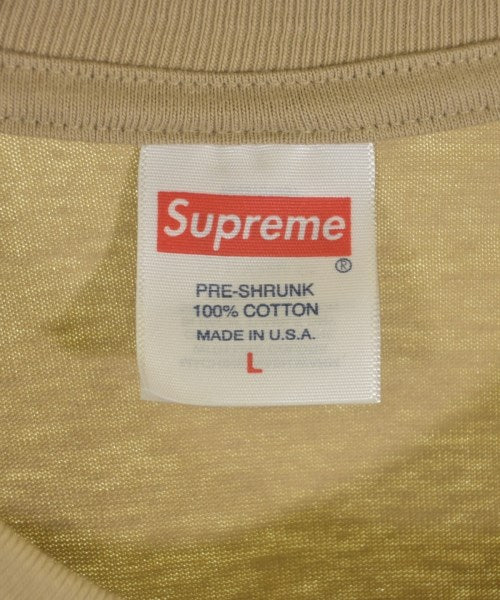 Supreme
®
PRE-SHRUNK
100% COTTON
MADE IN U.S.A.
L